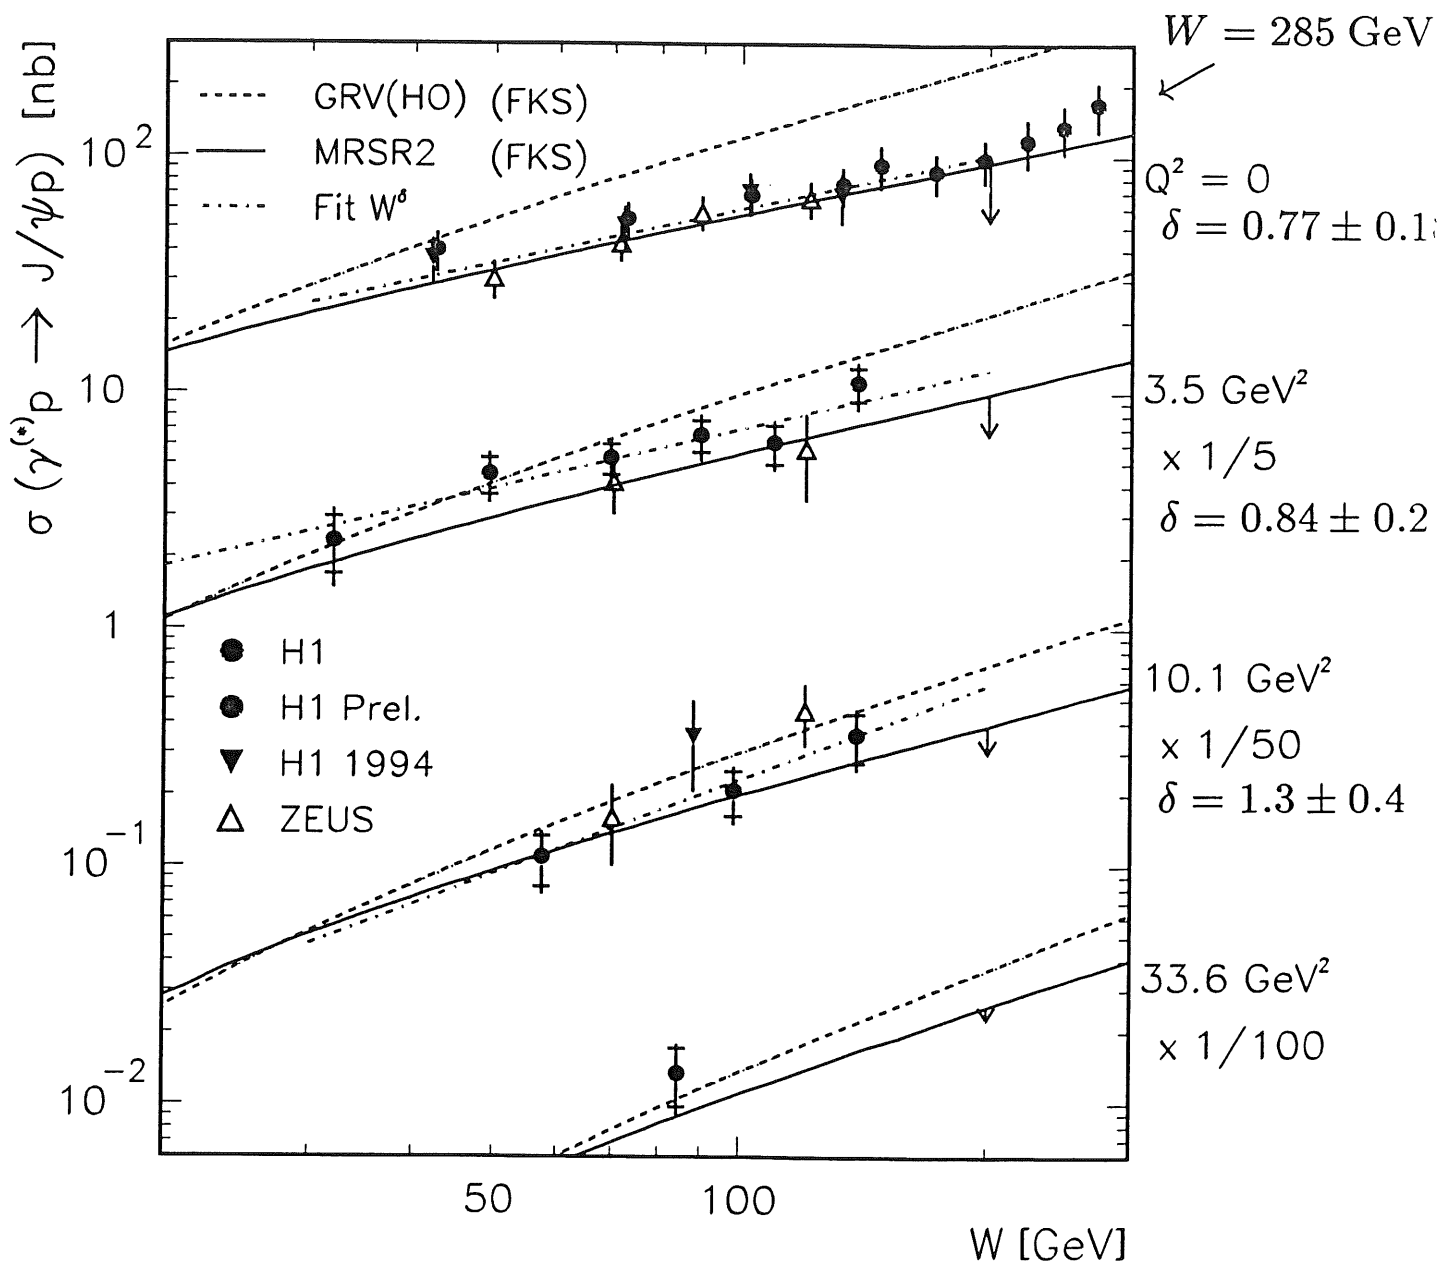 W = 285 GeV
σ (γ^(*) p → J/ψ p) [nb]
GRV(HO) (FKS)
MRSR2 (FKS)
Fit W^δ
10^2
10
1
10^-1
10^-2
Q^2 = 0
δ = 0.77 ± 0.1
3.5 GeV^2
x 1/5
δ = 0.84 ± 0.2
H1
H1 Prel.
H1 1994
ZEUS
10.1 GeV^2
x 1/50
δ = 1.3 ± 0.4
33.6 GeV^2
x 1/100
50
100
W [GeV]